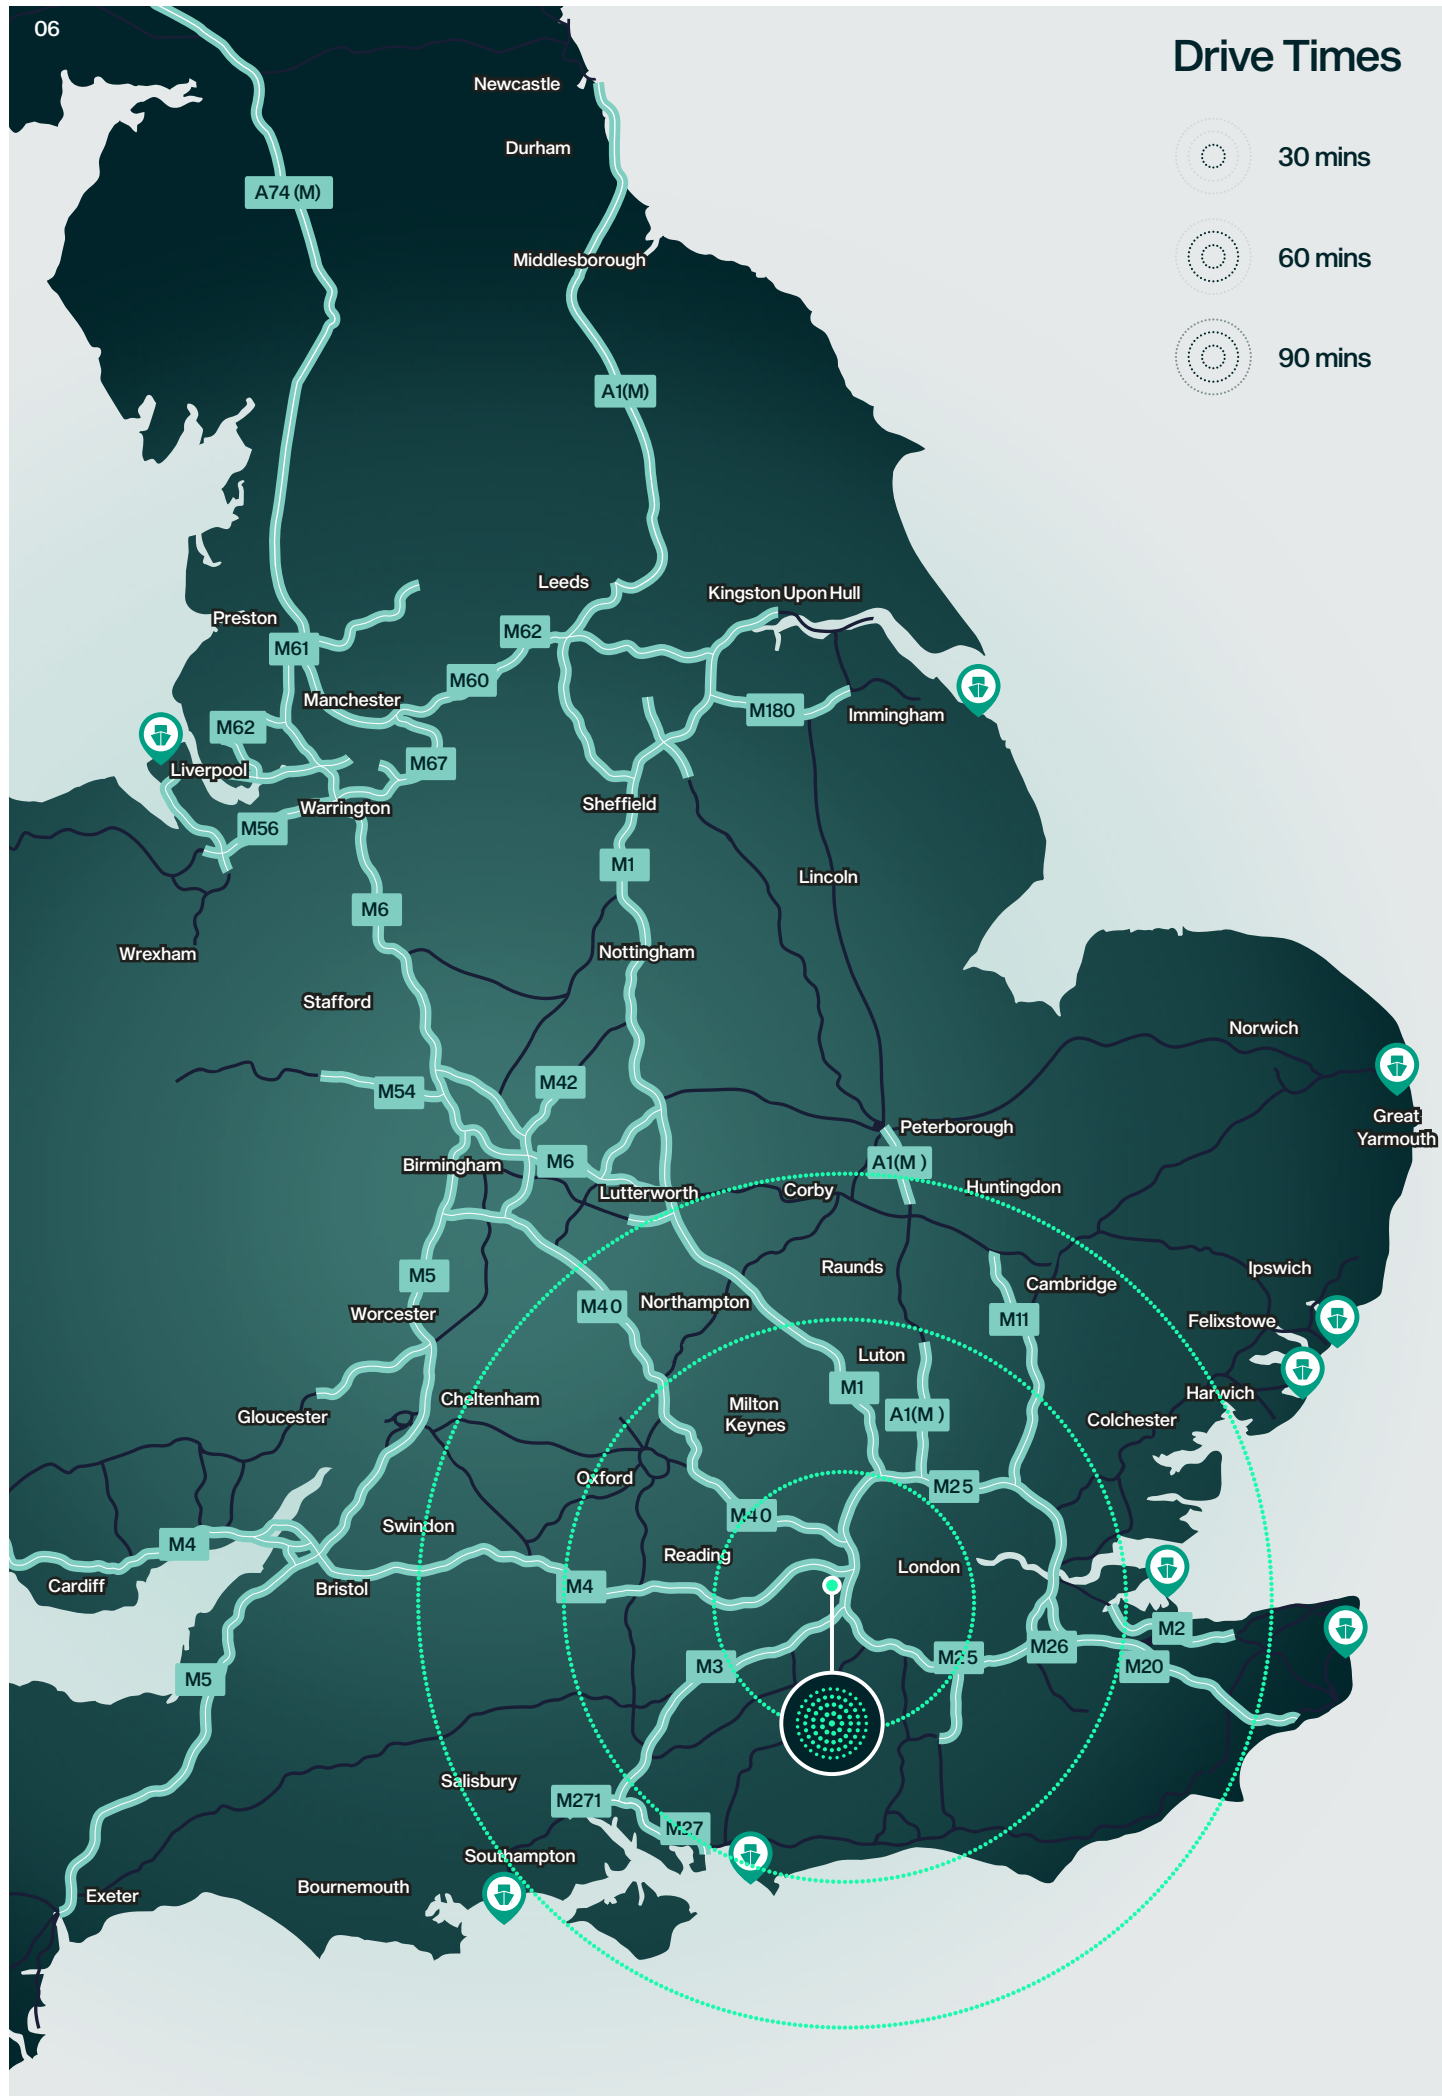 06
Drive Times
30 mins
60 mins
90 mins
Newcastle
Durham
A74 (M)
Middlesborough
A1(M)
Leeds
Kingston Upon Hull
Preston
M62
M61
M60
Manchester
M180
Immingham
M62
M67
Liverpool
Warrington
Sheffield
M56
M1
Lincoln
M6
Wrexham
Nottingham
Stafford
Norwich
M42
M54
Great
Yarmouth
Peterborough
Birmingham
M6
A1(M )
Lutterworth
Corby
Huntingdon
M5
Raunds
Ipswich
Cambridge
Worcester
M40
Northampton
M11
Felixstowe
Luton
M1
Harwich
Cheltenham
Milton
Keynes
A1(M )
Gloucester
Colchester
Oxford
M25
M40
Swindon
M4
Reading
London
Cardiff
Bristol
M4
M2
M26
M25
M3
M20
M5
Salisbury
M271
M27
Southampton
Bournemouth
Exeter